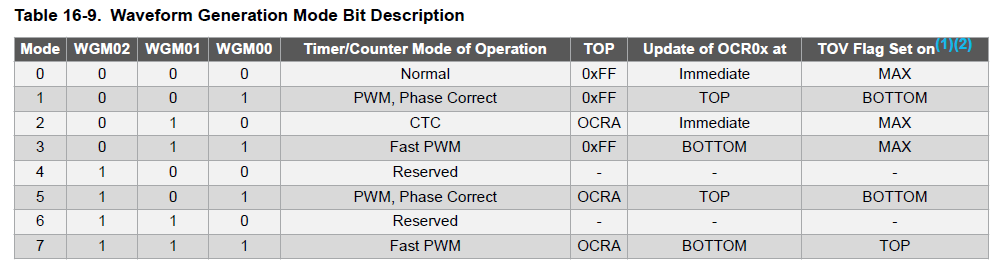 Table 16-9. Waveform Generation Mode Bit Description
Mode WGM02 WGM01 WGM00 Timer/Counter Mode of Operation TOP Update of OCR0x at TOV Flag Set on(1)(2)
0 0 0 0 Normal 0xFF Immediate MAX
1 0 0 1 PWM, Phase Correct 0xFF TOP BOTTOM
2 0 1 0 CTC OCRA Immediate MAX
3 0 1 1 Fast PWM 0xFF BOTTOM MAX
4 1 0 0 Reserved - - -
5 1 0 1 PWM, Phase Correct OCRA TOP BOTTOM
6 1 1 0 Reserved - - -
7 1 1 1 Fast PWM OCRA BOTTOM TOP